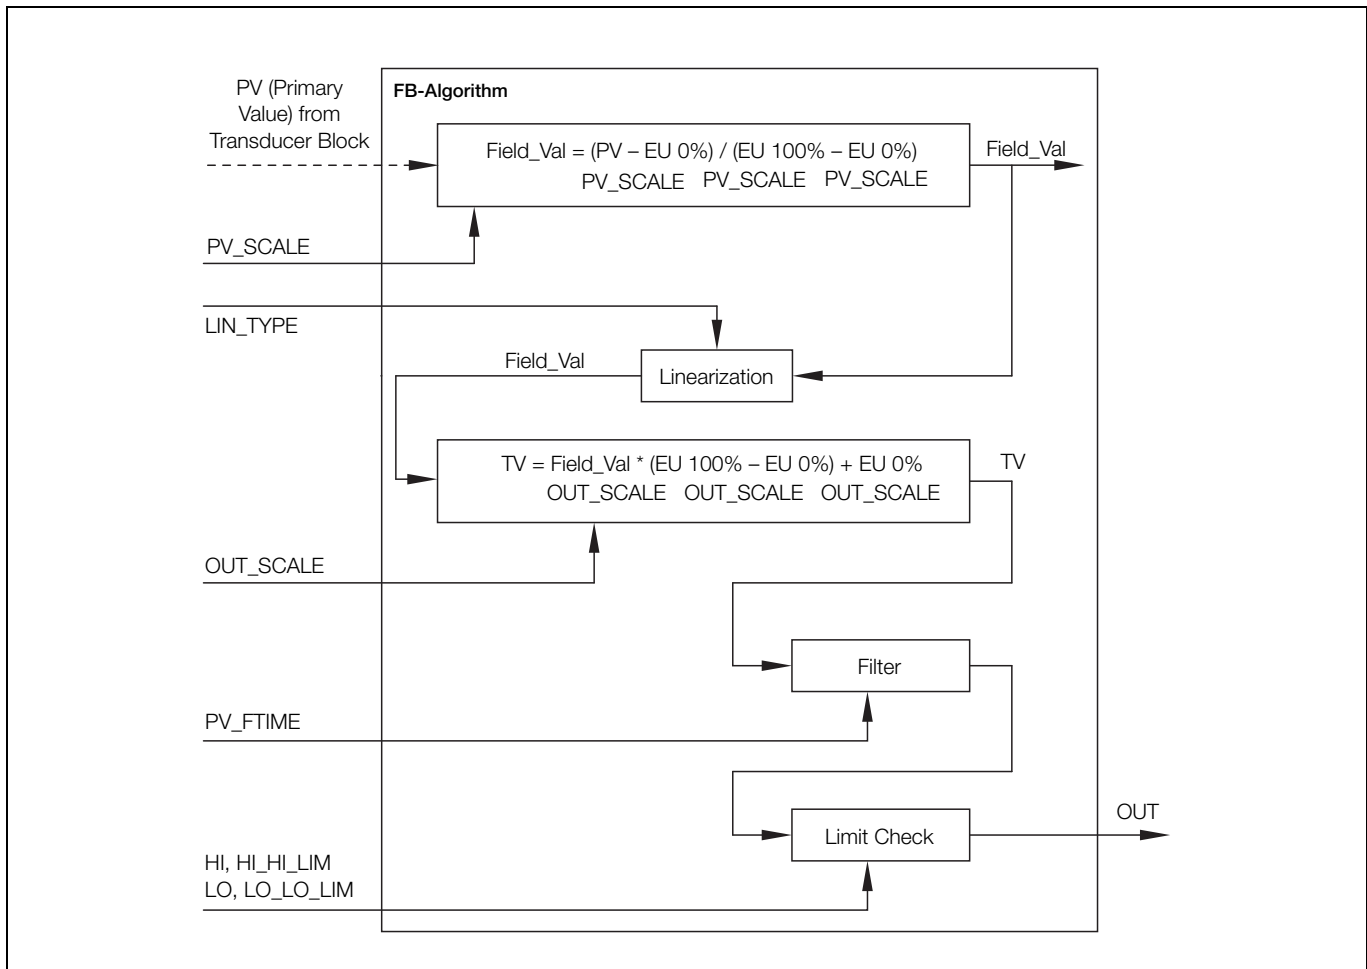 PV (Primary
Value) from
Transducer Block
FB-Algorithm
Field_Val = (PV – EU 0%) / (EU 100% – EU 0%)
PV_SCALE PV_SCALE PV_SCALE
Field_Val
PV_SCALE
LIN_TYPE
Field_Val
Linearization
TV = Field_Val * (EU 100% – EU 0%) + EU 0%
OUT_SCALE OUT_SCALE OUT_SCALE
TV
OUT_SCALE
Filter
PV_FTIME
Limit Check
OUT
HI, HI_HI_LIM
LO, LO_LO_LIM